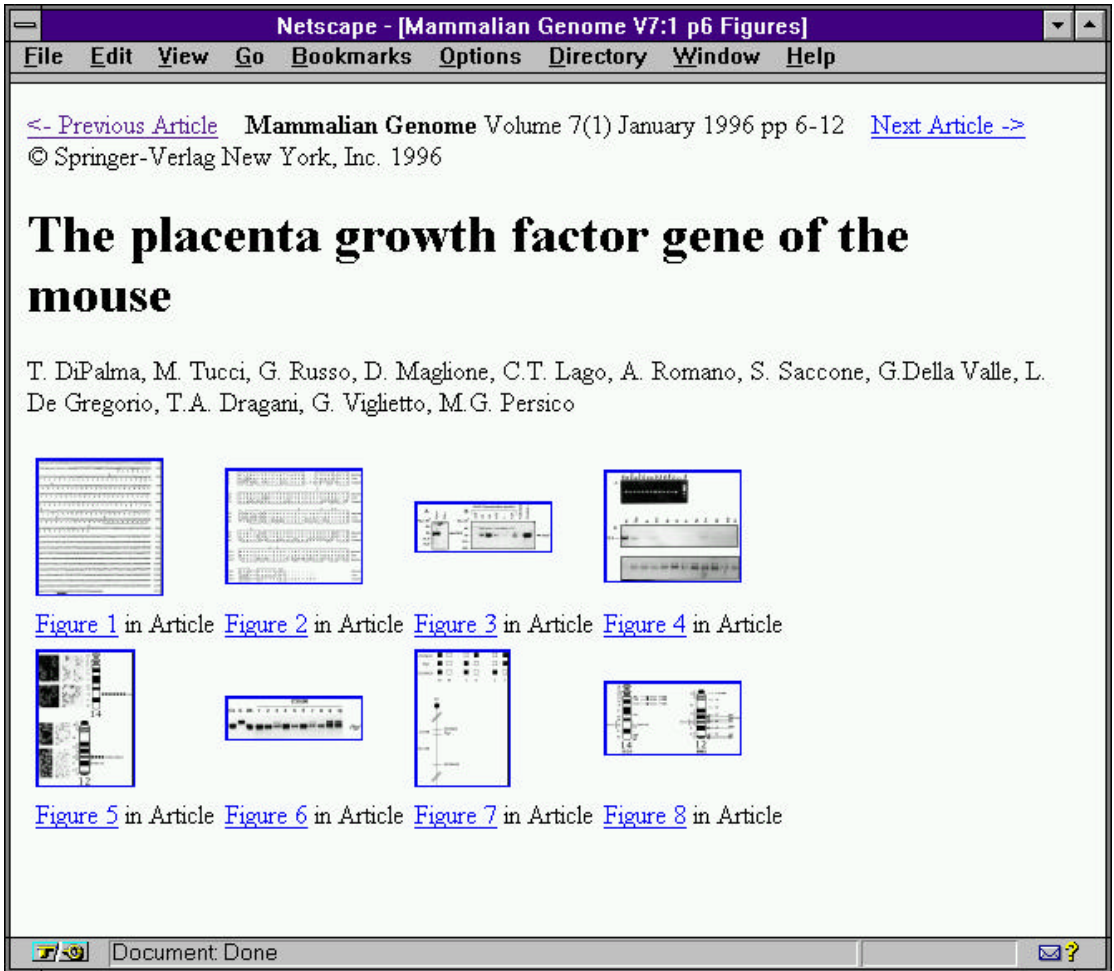 Netscape - [Mammalian Genome V7:1 p6 Figures]
File Edit View Go Bookmarks Options Directory Window Help
<- Previous Article Mammalian Genome Volume 7(1) January 1996 pp 6-12 Next Article ->
© Springer-Verlag New York, Inc. 1996
The placenta growth factor gene of the
mouse
T. DiPalma, M. Tucci, G. Russo, D. Maglione, C.T. Lago, A. Romano, S. Saccone, G.Della Valle, L.
De Gregorio, T.A. Dragani, G. Viglietto, M.G. Persico
Figure 1 in Article Figure 2 in Article Figure 3 in Article Figure 4 in Article
14
12
14 12
Figure 5 in Article Figure 6 in Article Figure 7 in Article Figure 8 in Article
Document: Done